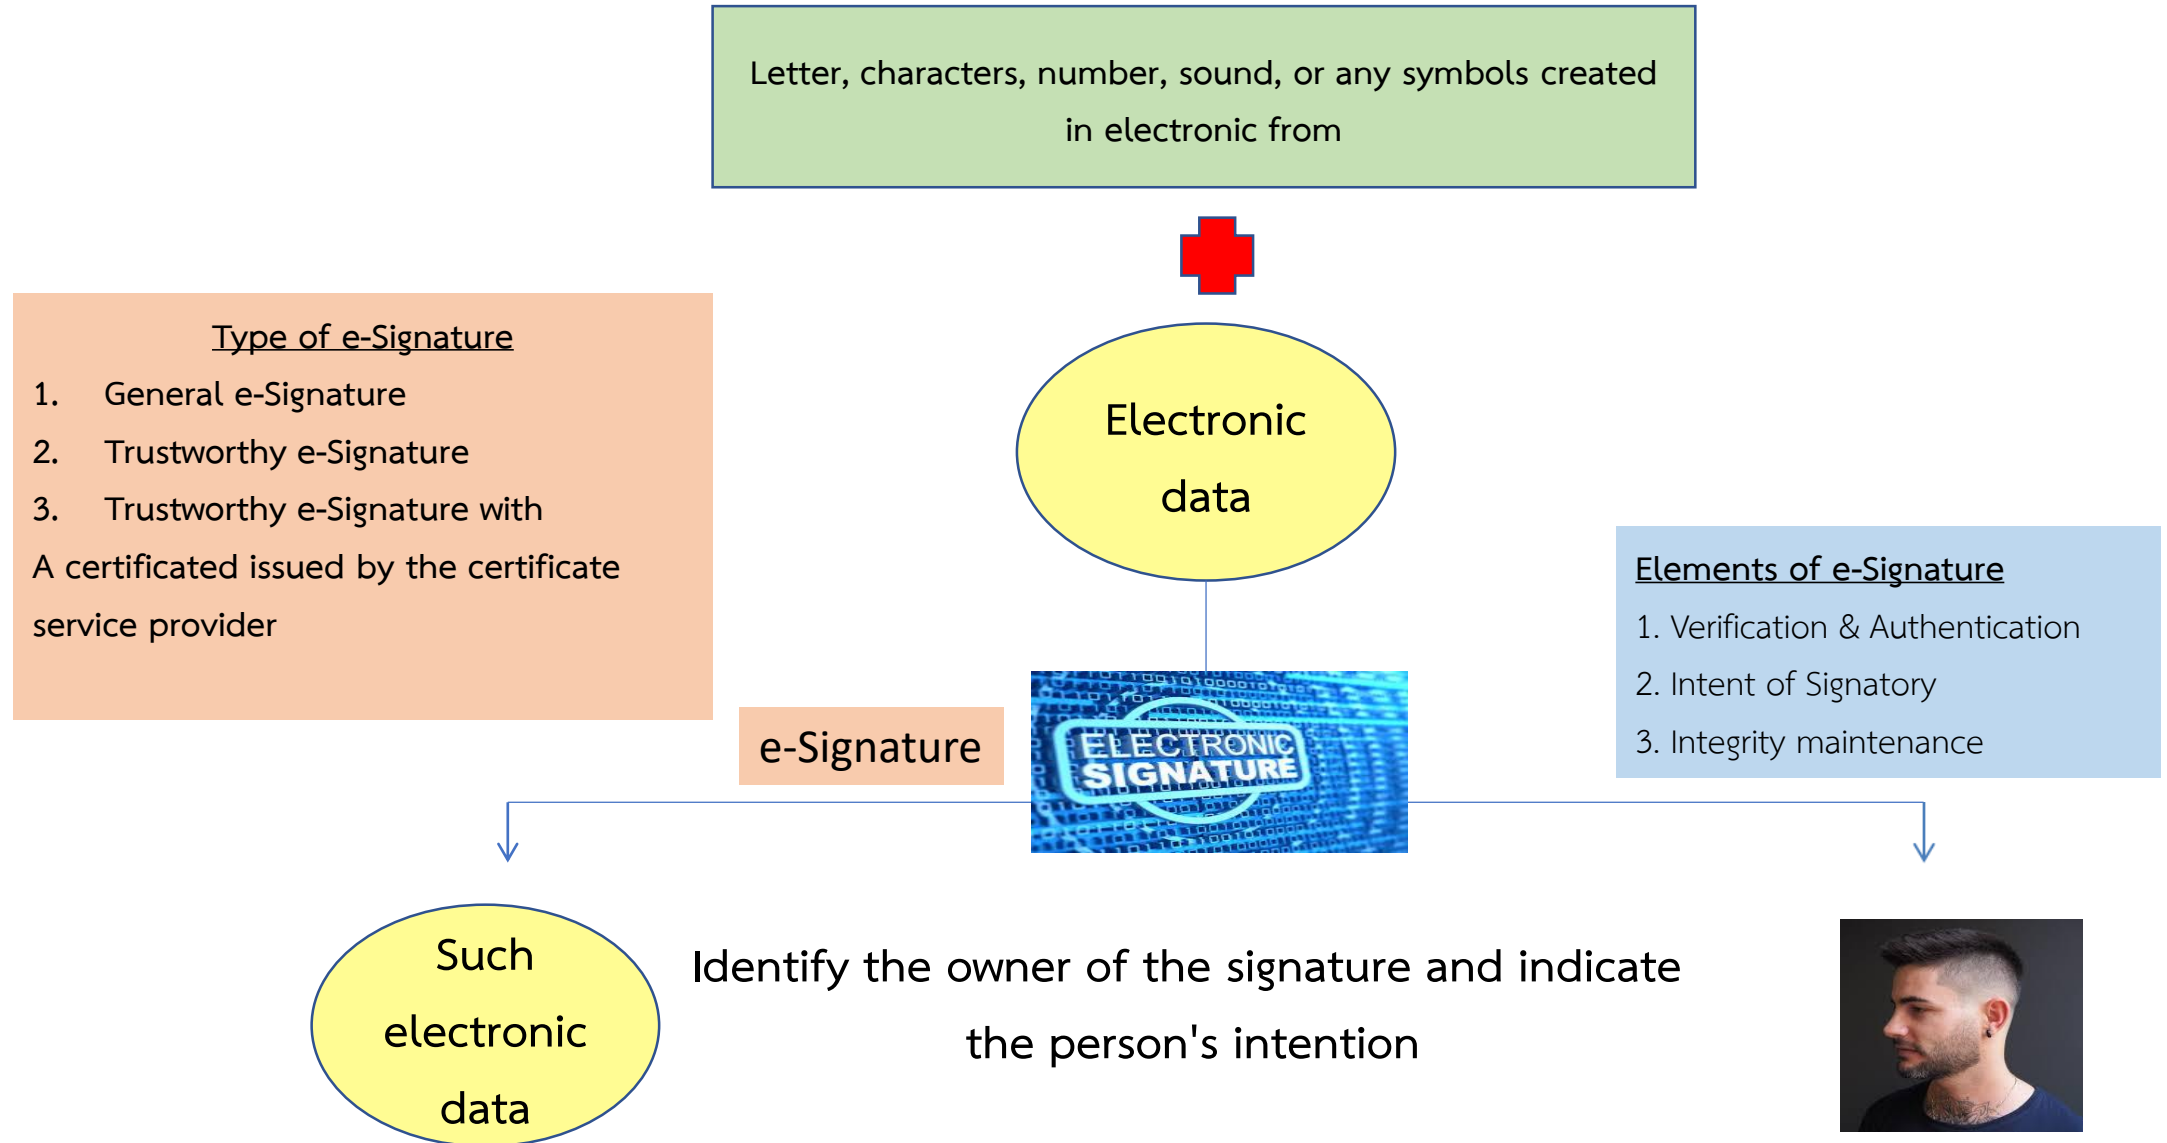 Letter, characters, number, sound, or any symbols created
in electronic from
Type of e-Signature
1. General e-Signature
2. Trustworthy e-Signature
3. Trustworthy e-Signature with
A certificated issued by the certificate
service provider
Electronic
data
Elements of e-Signature
1. Verification & Authentication
2. Intent of Signatory
3. Integrity maintenance
e-Signature
ELECTRONIC
SIGNATURE
Such
electronic
data
Identify the owner of the signature and indicate
the person's intention